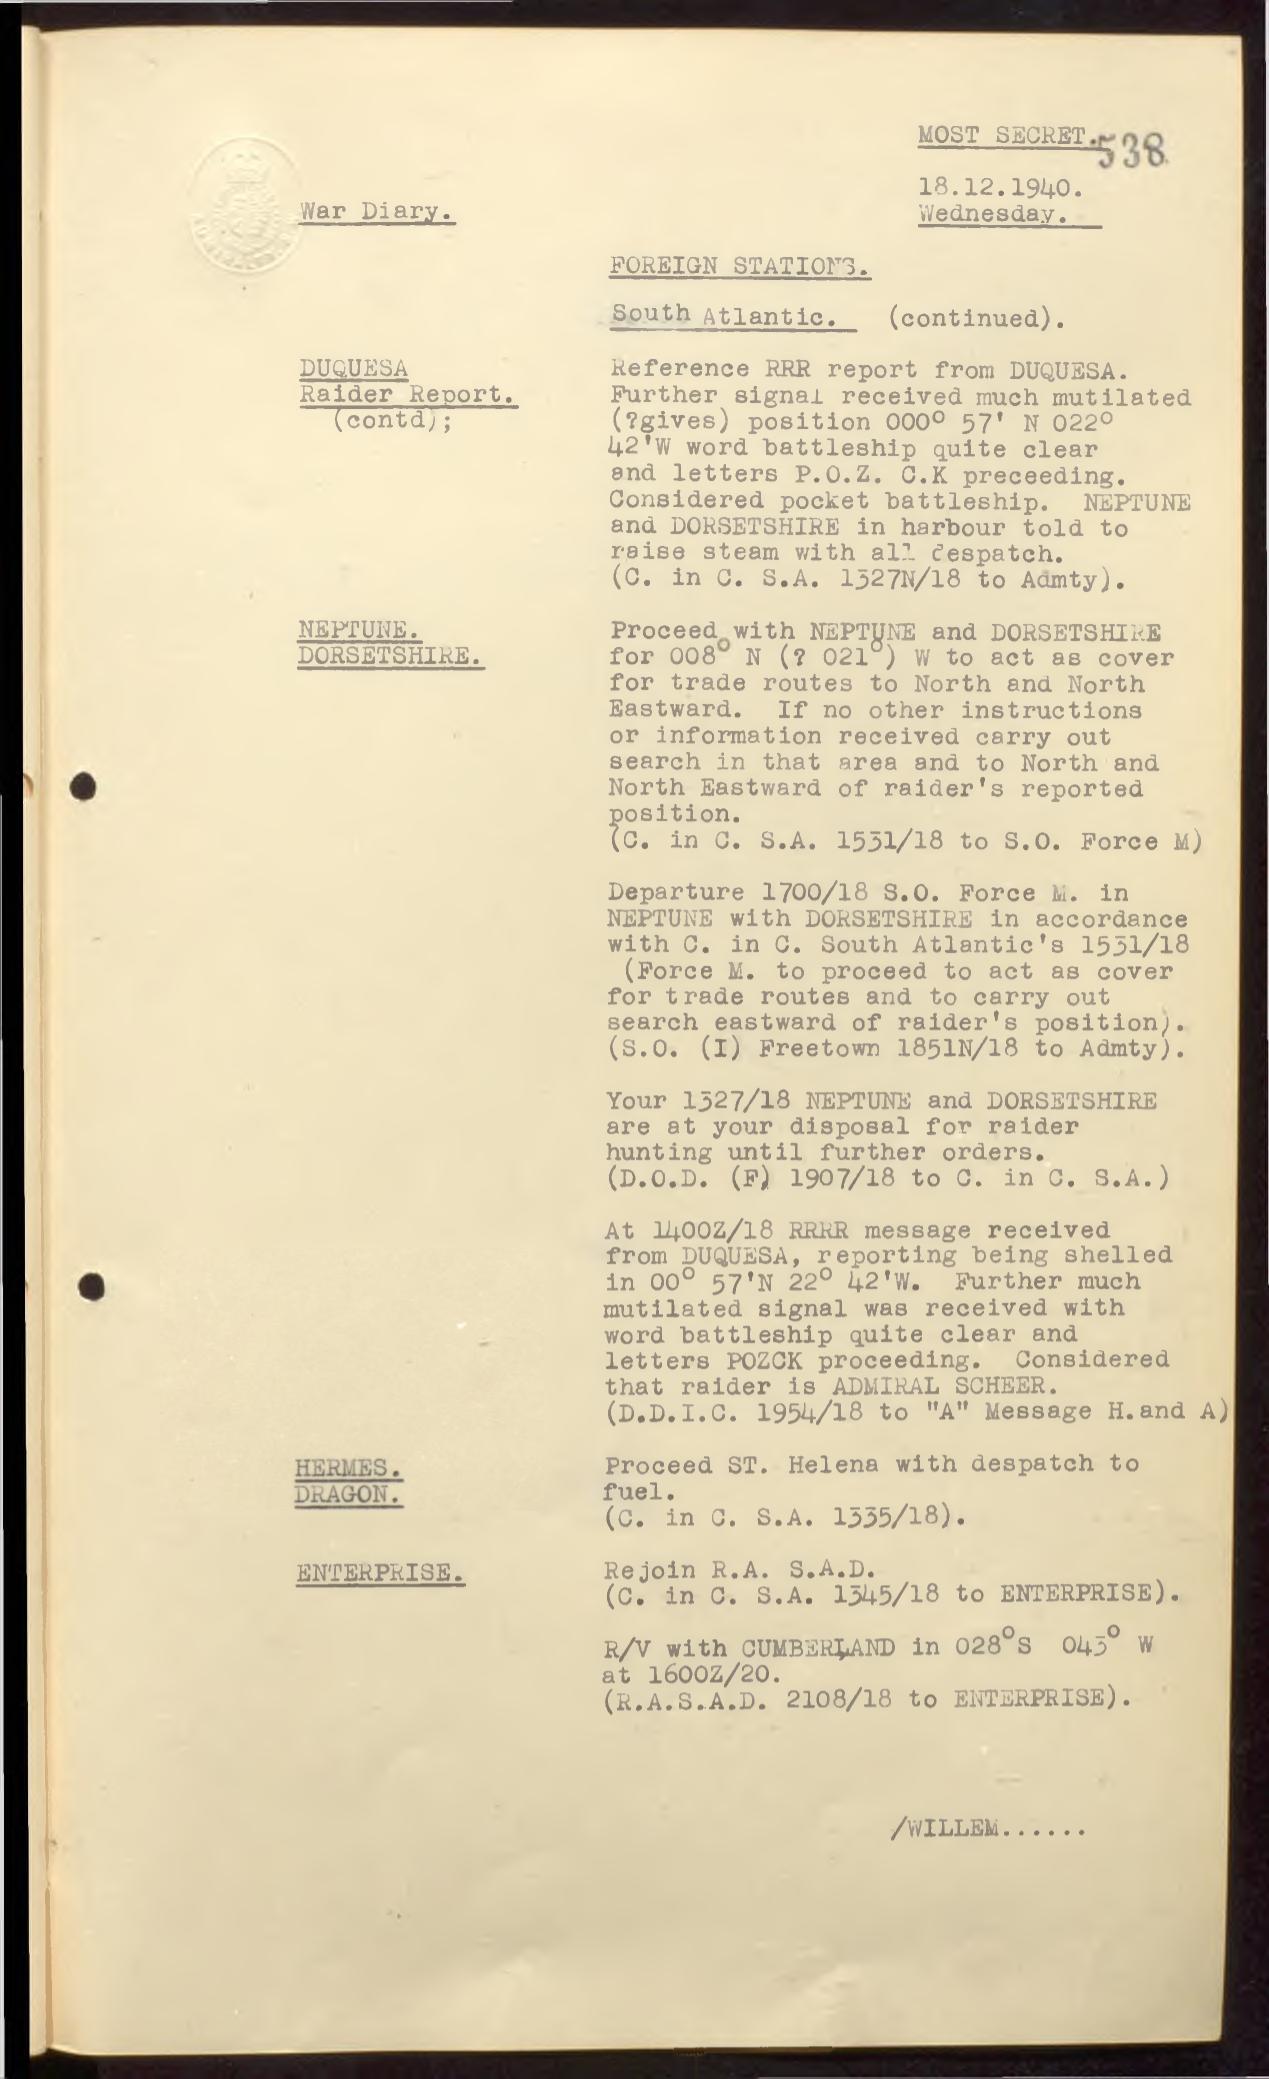 MOST SECRET.
538
18.12.1940.
War Diary.
Wednesday.
FOREIGN STATIONS.
South Atlantic. (continued).
DUQUESA
Raider Report.
(contd);
Reference RRR report from DUQUESA.
Further signal received much mutilated
(?gives) position 000° 57' N 022°
42'W word battleship quite clear
and letters P.O.Z. C.K preceeding.
Considered pocket battleship. NEPTUNE
and DORSETSHIRE in harbour told to
raise steam with all despatch.
(C. in C. S.A. 1327N/18 to Admty).
NEPTUNE.
DORSETSHIRE.
Proceed with NEPTUNE and DORSETSHIRE
for 008° N (? 021°) W to act as cover
for trade routes to North and North
Eastward. If no other instructions
or information received carry out
search in that area and to North and
North Eastward of raider's reported
position.
(C. in C. S.A. 1531/18 to S.O. Force M)
Departure 1700/18 S.O. Force M. in
NEPTUNE with DORSETSHIRE in accordance
with C. in C. South Atlantic's 1531/18
(Force M. to proceed to act as cover
for trade routes and to carry out
search eastward of raider's position).
(S.O. (I) Freetown 1851N/18 to Admty).
Your 1327/18 NEPTUNE and DORSETSHIRE
are at your disposal for raider
hunting until further orders.
(D.O.D. (F) 1907/18 to C. in C. S.A.)
At 1400Z/18 RRRR message received
from DUQUESA, reporting being shelled
in 00° 57'N 22° 42'W. Further much
mutilated signal was received with
word battleship quite clear and
letters POZCK proceeding. Considered
that raider is ADMIRAL SCHEER.
(D.D.I.C. 1954/18 to "A" Message H.and A)
HERMES.
DRAGON.
Proceed ST. Helena with despatch to
fuel.
(C. in C. S.A. 1335/18).
ENTERPRISE.
Rejoin R.A. S.A.D.
(C. in C. S.A. 1345/18 to ENTERPRISE).
R/V with CUMBERLAND in 028°S 043° W
at 1600Z/20.
(R.A.S.A.D. 2108/18 to ENTERPRISE).
/WILLEM......